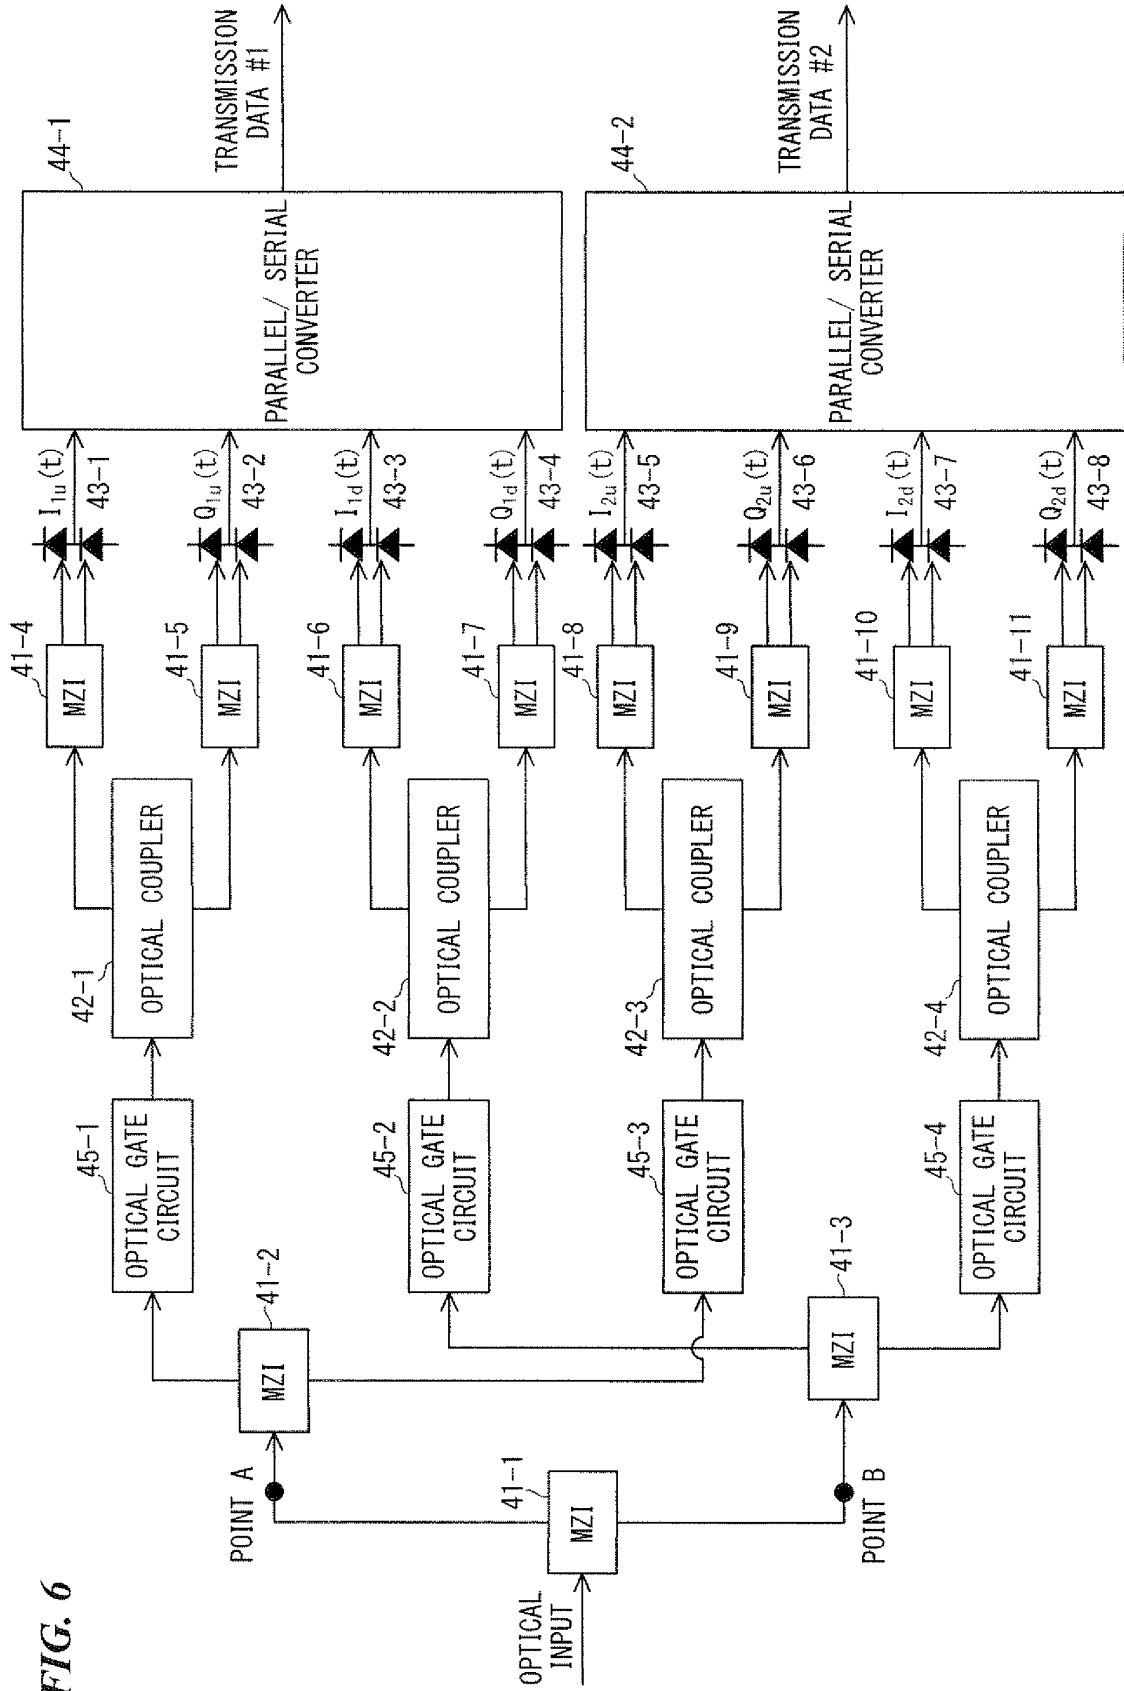 FIG. 6
OPTICAL
INPUT
MZI
41-1
POINT A
POINT B
MZI
41-2
MZI
41-3
OPTICAL GATE
CIRCUIT
45-1
OPTICAL GATE
CIRCUIT
45-2
OPTICAL GATE
CIRCUIT
45-3
OPTICAL GATE
CIRCUIT
45-4
OPTICAL COUPLER
42-1
OPTICAL COUPLER
42-2
OPTICAL COUPLER
42-3
OPTICAL COUPLER
42-4
MZI
41-4
MZI
41-5
MZI
41-6
MZI
41-7
MZI
41-8
MZI
41-9
MZI
41-10
MZI
41-11
I1u(t)
43-1
Q1u(t)
43-2
I1d(t)
43-3
Q1d(t)
43-4
I2u(t)
43-5
Q2u(t)
43-6
I2d(t)
43-7
Q2d(t)
43-8
PARALLEL/ SERIAL
CONVERTER
44-1
PARALLEL/ SERIAL
CONVERTER
44-2
TRANSMISSION
DATA #1
TRANSMISSION
DATA #2